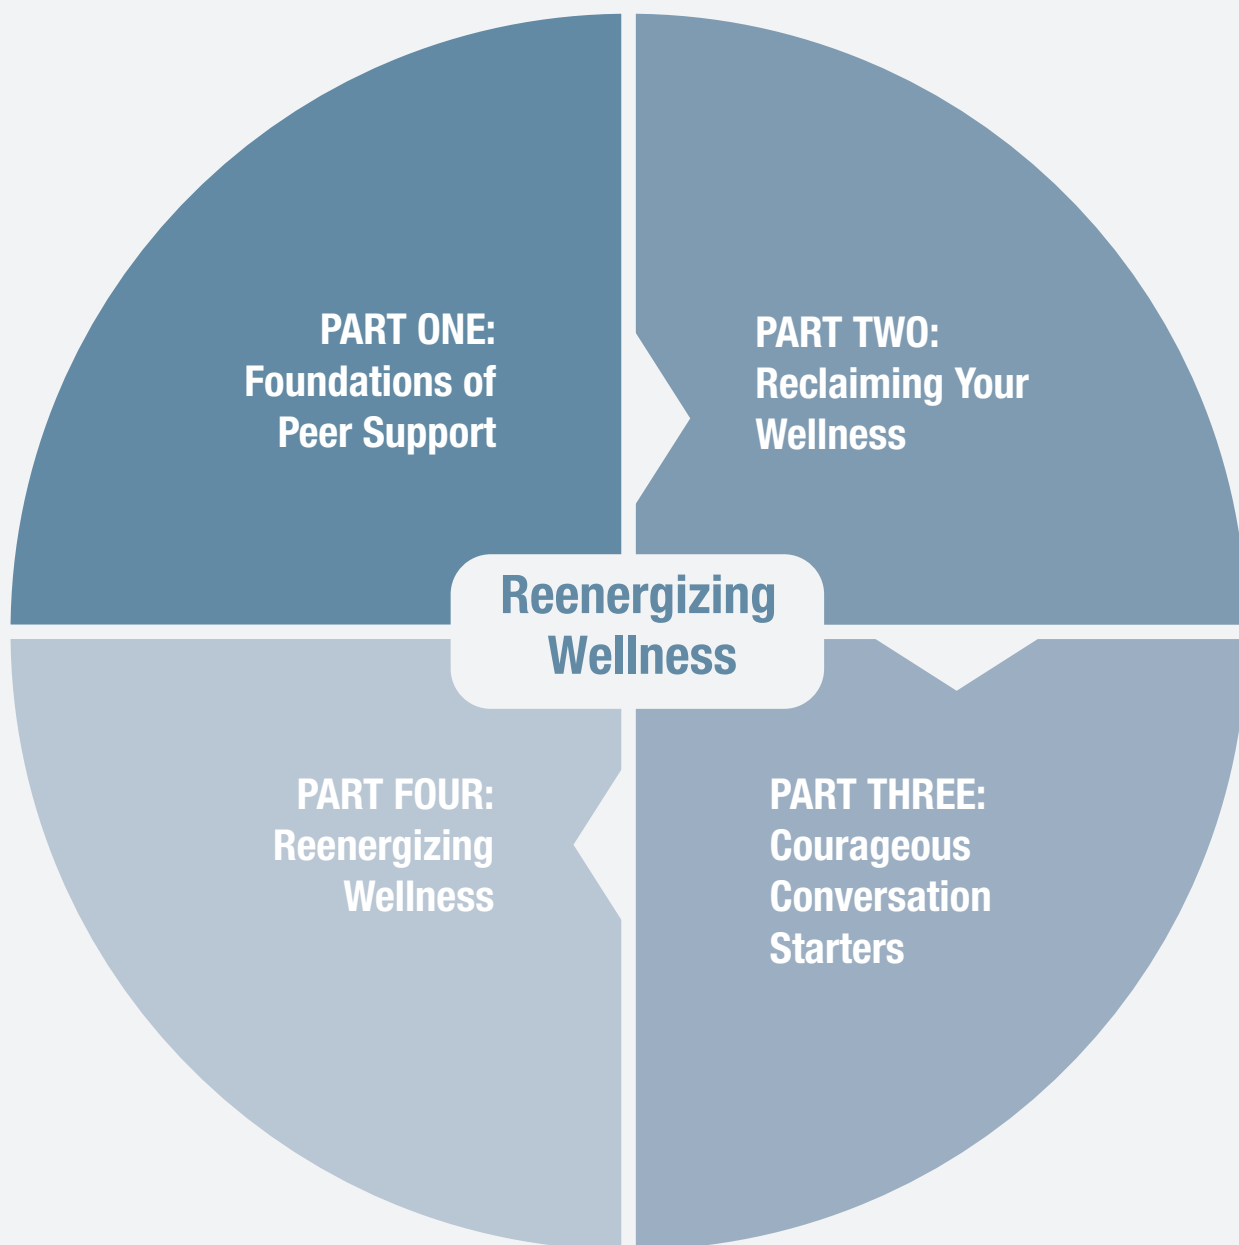 PART ONE:
Foundations of
Peer Support
PART TWO:
Reclaiming Your
Wellness
Reenergizing
Wellness
PART FOUR:
Reenergizing
Wellness
PART THREE:
Courageous
Conversation
Starters